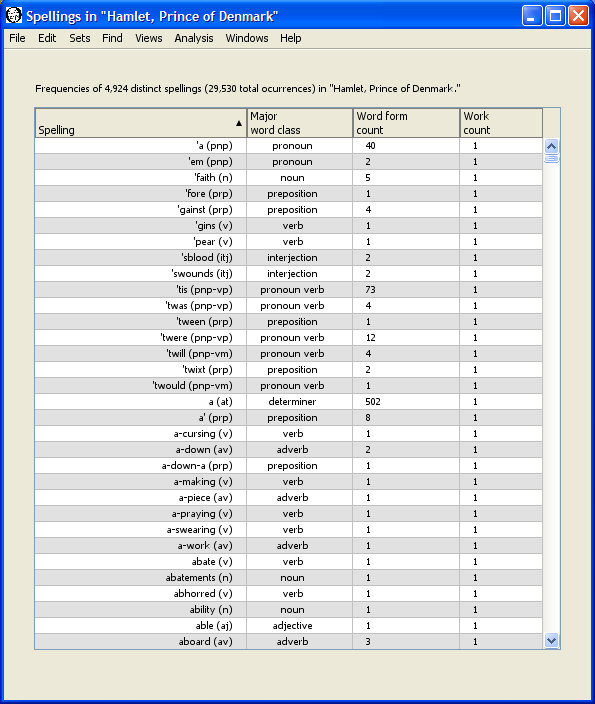 Spellings in "Hamlet, Prince of Denmark"
File Edit Sets Find Views Analysis Windows Help
Frequencies of 4,924 distinct spellings (29,530 total ocurrences) in "Hamlet, Prince of Denmark."
Spelling Major word class Word form count Work count
'a (pnp) pronoun 40 1
'em (pnp) pronoun 2 1
'faith (n) noun 5 1
'fore (prp) preposition 1 1
'gainst (prp) preposition 4 1
'gins (v) verb 1 1
'pear (v) verb 1 1
'sblood (itj) interjection 2 1
'swounds (itj) interjection 2 1
'tis (pnp-vp) pronoun verb 73 1
'twas (pnp-vp) pronoun verb 4 1
'tween (prp) preposition 1 1
'twere (pnp-vp) pronoun verb 12 1
'twill (pnp-vm) pronoun verb 4 1
'twixt (prp) preposition 2 1
'twould (pnp-vm) pronoun verb 1 1
a (at) determiner 502 1
a' (prp) preposition 8 1
a-cursing (v) verb 1 1
a-down (av) adverb 2 1
a-down-a (prp) preposition 1 1
a-making (v) verb 1 1
a-piece (av) adverb 1 1
a-praying (v) verb 1 1
a-swearing (v) verb 1 1
a-work (av) adverb 1 1
abate (v) verb 1 1
abatements (n) noun 1 1
abhorred (v) verb 1 1
ability (n) noun 1 1
able (aj) adjective 1 1
aboard (av) adverb 3 1